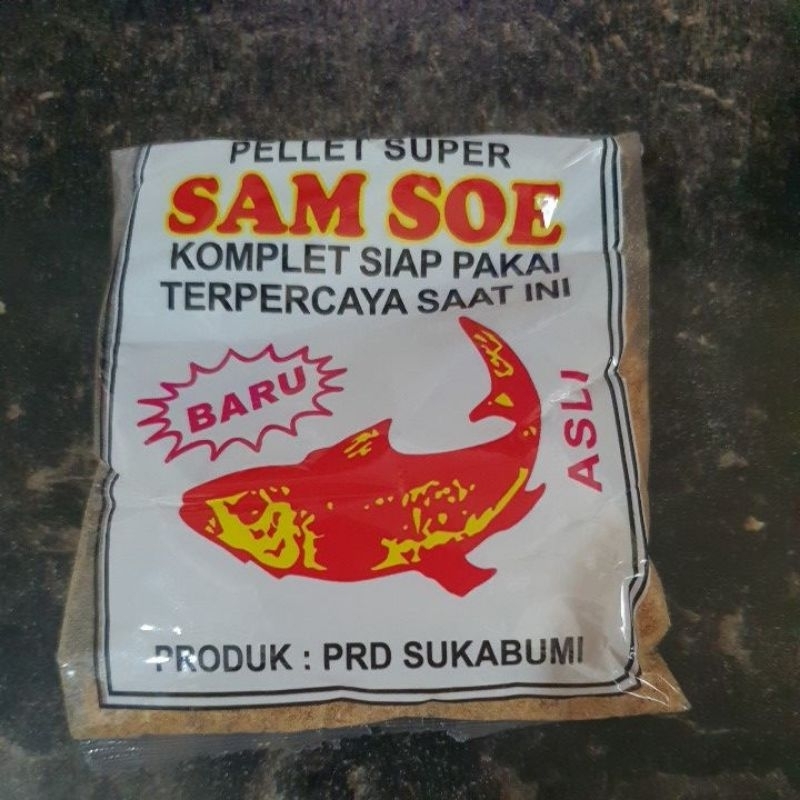 PELLET SUPER
SAM SOE
KOMPLET SIAP PAKAI
TERPERCAYA SAAT INI
BARU
ASLI
PRODUK : PRD SUKABUMI